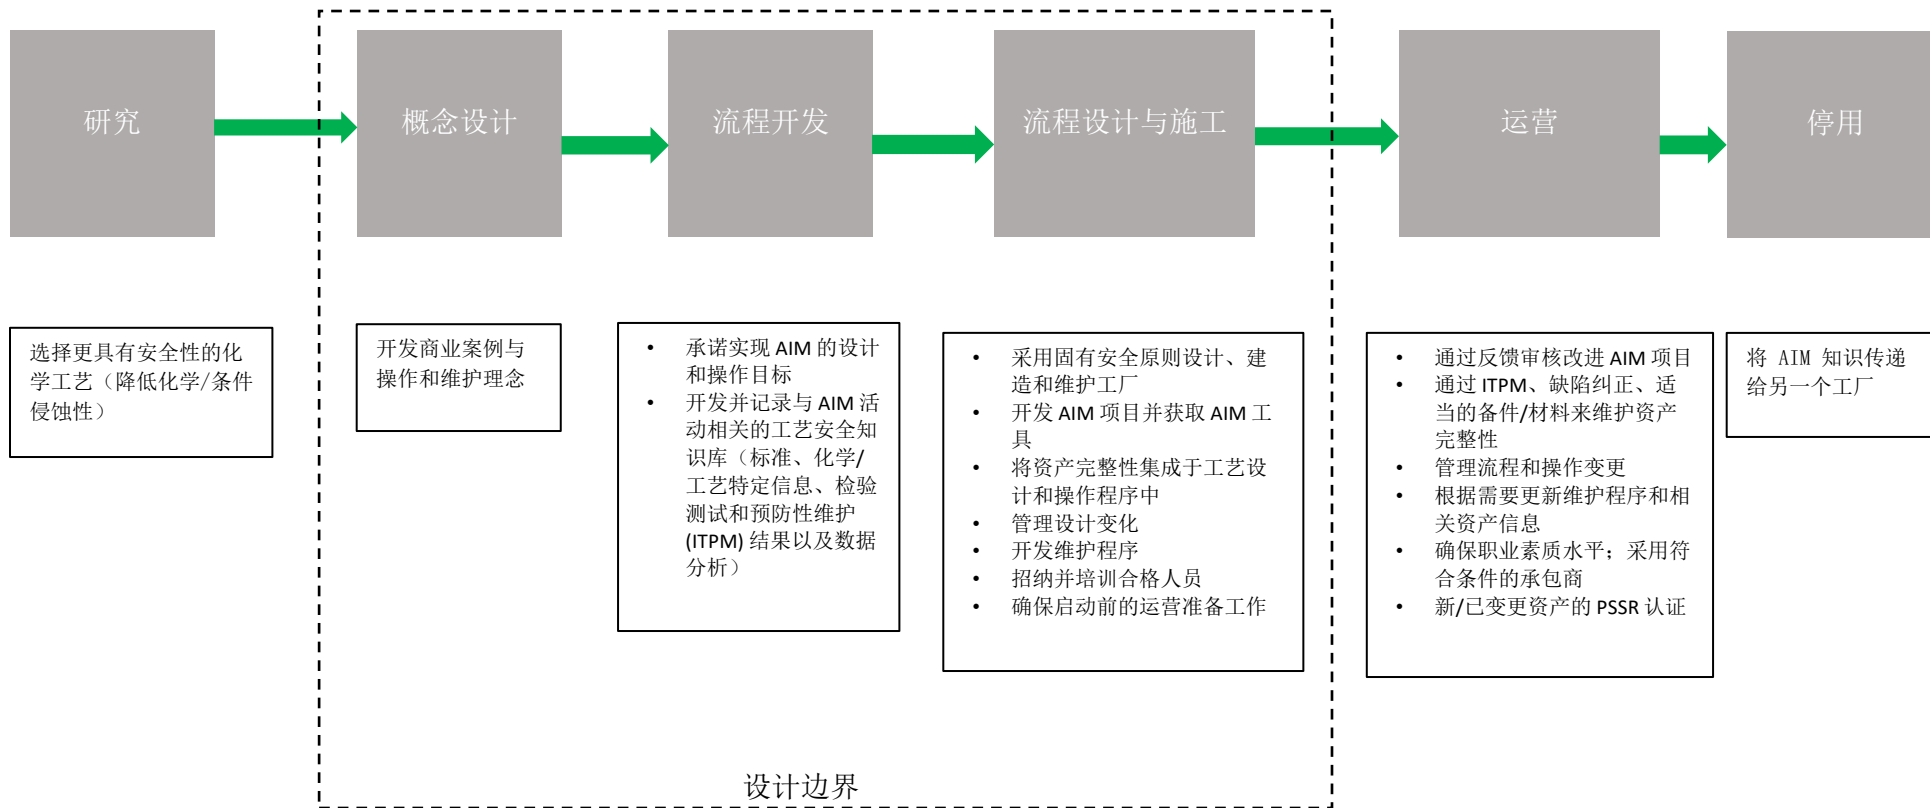 研究
概念设计
流程开发
流程设计与施工
运营
停用
选择更具有安全性的化
学工艺（降低化学/条件
侵蚀性）
开发商业案例与
操作和维护理念
• 承诺实现 AIM 的设计
和操作目标
• 开发并记录与 AIM 活
动相关的工艺安全知
识库（标准、化学/
工艺特定信息、检验
测试和预防性维护
(ITPM) 结果以及数据
分析）
• 采用固有安全原则设计、建
造和维护工厂
• 开发 AIM 项目并获取 AIM 工
具
• 将资产完整性集成于工艺设
计和操作程序中
• 管理设计变化
• 开发维护程序
• 招纳并培训合格人员
• 确保启动前的运营准备工作
• 通过反馈审核改进 AIM 项目
• 通过 ITPM、缺陷纠正、适
当的备件/材料来维护资产
完整性
• 管理流程和操作变更
• 根据需要更新维护程序和相
关资产信息
• 确保职业素质水平；采用符
合条件的承包商
• 新/已变更资产的 PSSR 认证
将 AIM 知识传递
给另一个工厂
设计边界